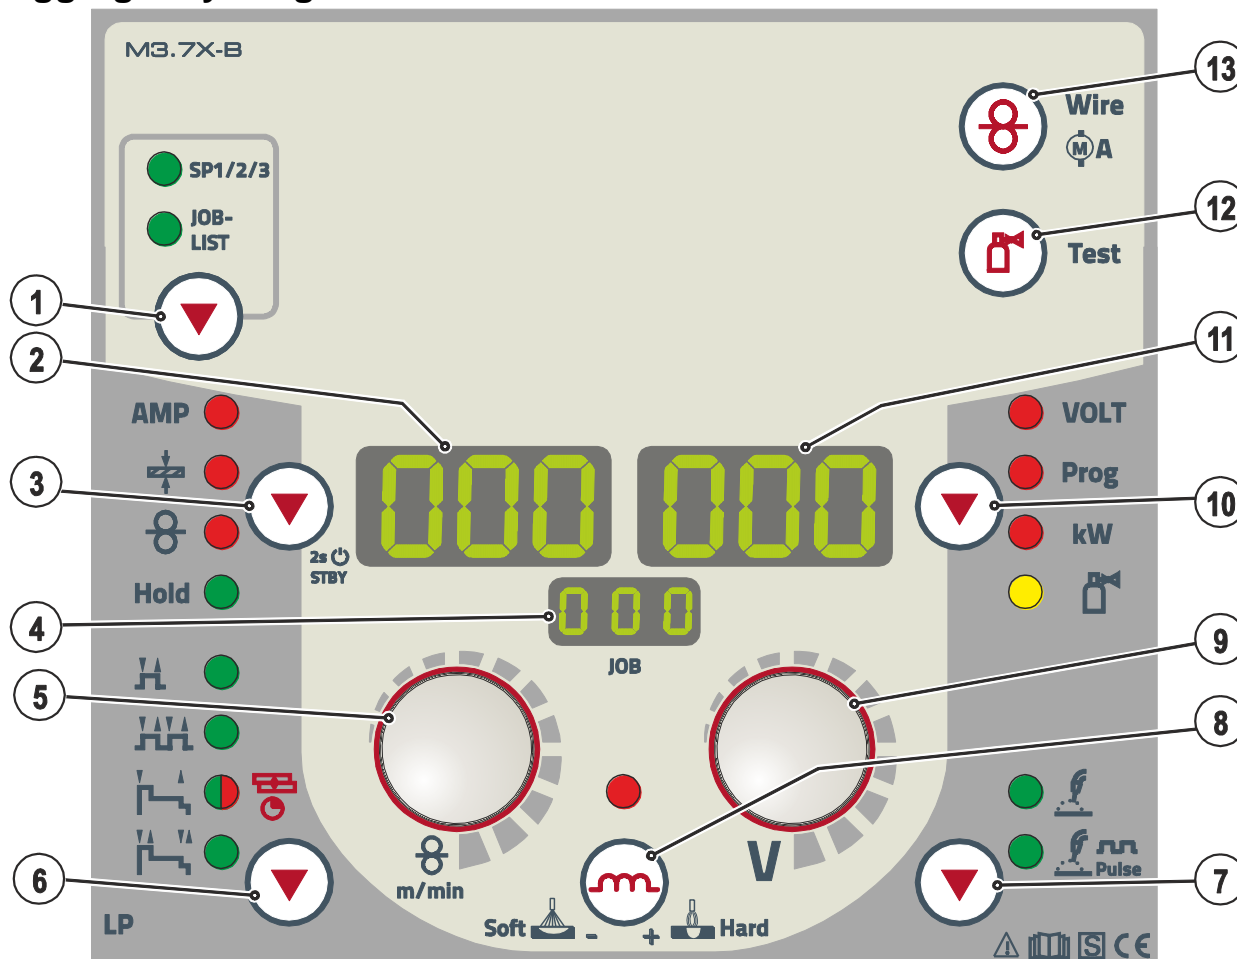 M3.7X-B
13
Wire
M A
SP1/2/3
JOB-
LIST
12
Test
1
2
11
AMP
VOLT
3
Prog
10
kW
2s
STBY
Hold
000
000
4
000
JOB
9
5
8
6
m/min
V
Pulse
7
LP
Soft - + Hard
S CE